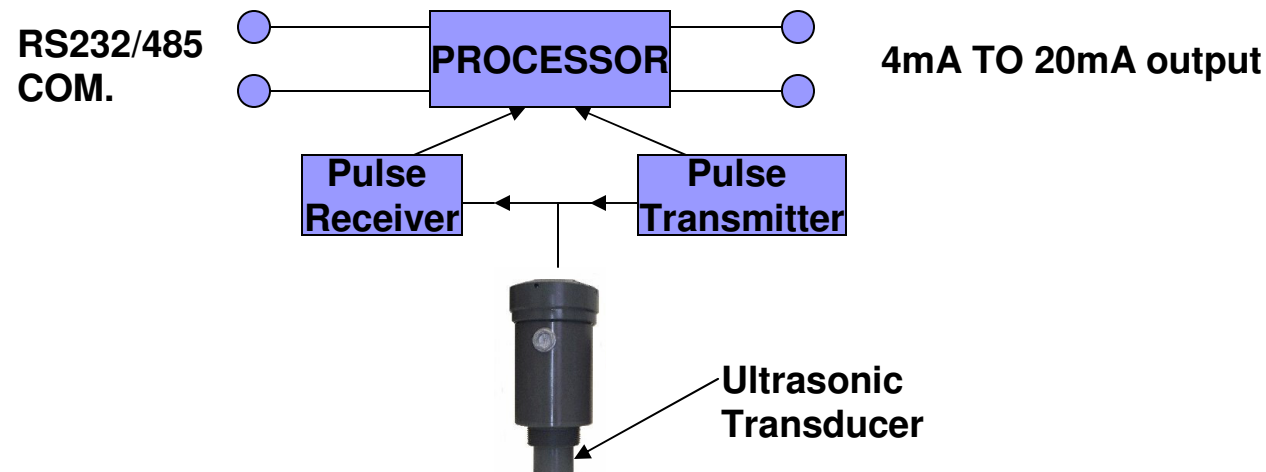 RS232/485
COM.
PROCESSOR
4mA TO 20mA output
Pulse
Receiver
Pulse
Transmitter
Ultrasonic
Transducer